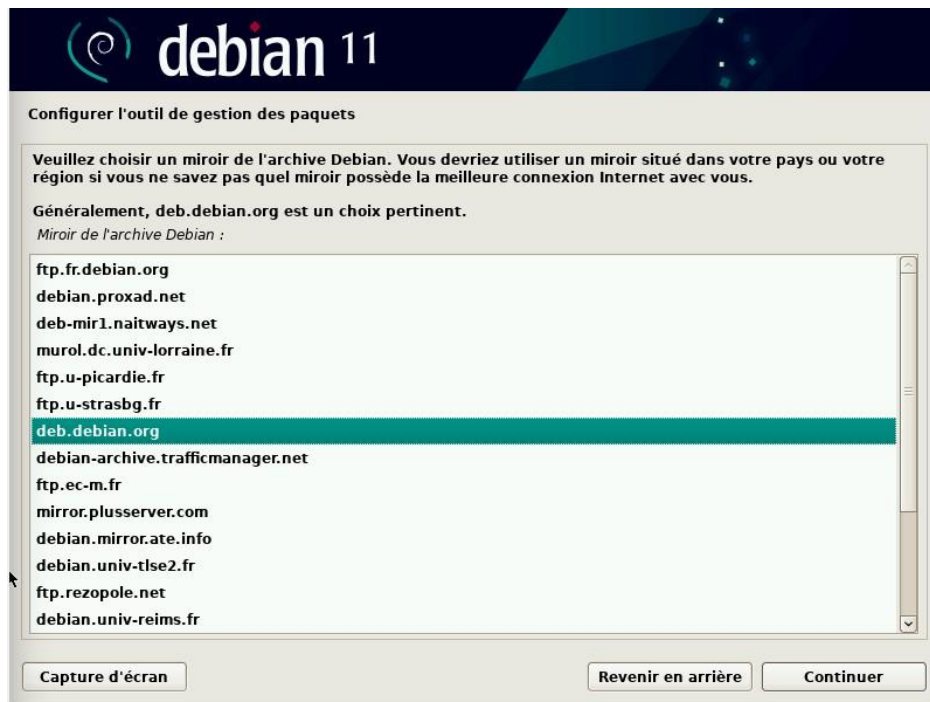 debian 11
Configurer l'outil de gestion des paquets
Veuillez choisir un miroir de l'archive Debian. Vous devriez utiliser un miroir situé dans votre pays ou votre
région si vous ne savez pas quel miroir possède la meilleure connexion Internet avec vous.
Généralement, deb.debian.org est un choix pertinent.
Miroir de l'archive Debian :
ftp.fr.debian.org
debian.proxad.net
deb-mir1.naitways.net
murol.dc.univ-lorraine.fr
ftp.u-picardie.fr
ftp.u-strasbg.fr
deb.debian.org
debian-archive.trafficmanager.net
ftp.ec-m.fr
mirror.plusserver.com
debian.mirror.ate.info
debian.univ-tlse2.fr
ftp.rezopole.net
debian.univ-reims.fr
Capture d'écran
Revenir en arrière
Continuer